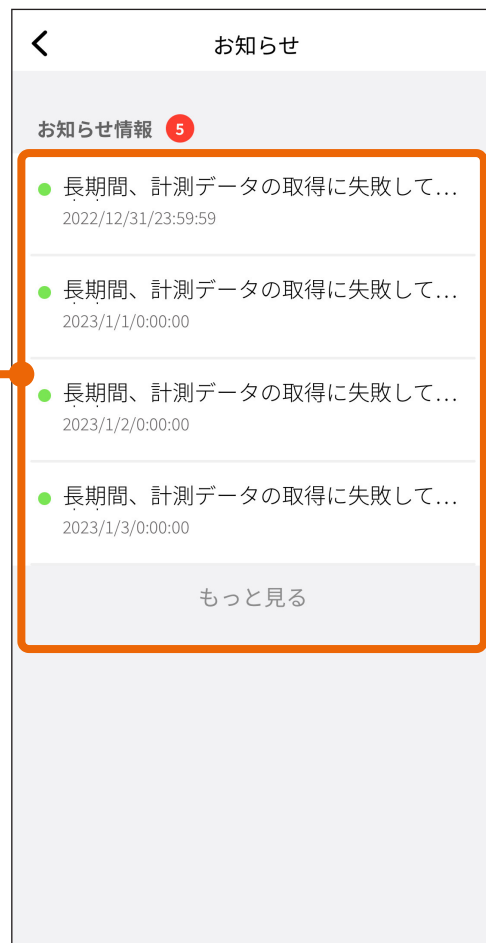 お知らせ
お知らせ情報 5
長期間、計測データの取得に失敗して…
2022/12/31/23:59:59
長期間、計測データの取得に失敗して…
2023/1/1/0:00:00
長期間、計測データの取得に失敗して…
2023/1/2/0:00:00
長期間、計測データの取得に失敗して…
2023/1/3/0:00:00
もっと見る